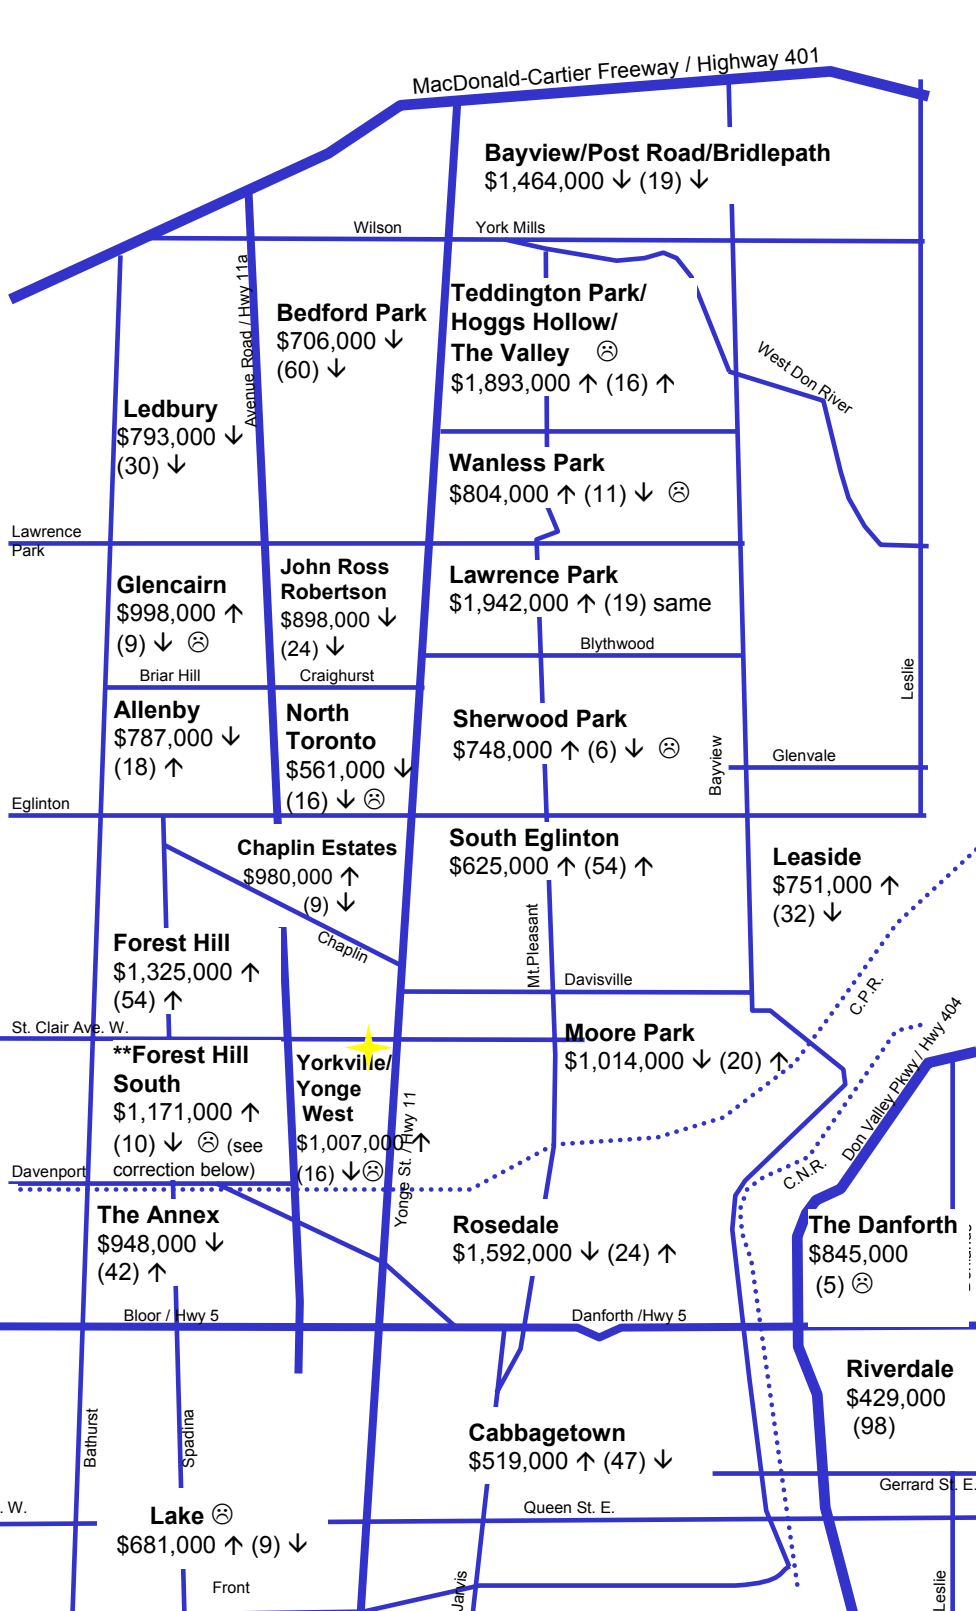 MacDonald-Cartier Freeway / Highway 401
Bayview/Post Road/Bridlepath
$1,464,000 ↓ (19) ↓
Wilson
York Mills
Avenue Road / Hwy 11a
Bedford Park
$706,000 ↓
(60) ↓
Teddington Park/
Hoggs Hollow/
The Valley ☹
$1,893,000 ↑ (16) ↑
West Don River
Ledbury
$793,000 ↓
(30) ↓
Wanless Park
$804,000 ↑ (11) ↓ ☹
Lawrence
Park
Glencairn
$998,000 ↑
(9) ↓ ☹
John Ross
Robertson
$898,000 ↓
(24) ↓
Lawrence Park
$1,942,000 ↑ (19) same
Blythwood
Briar Hill
Craighurst
Leslie
Allenby
$787,000 ↓
(18) ↑
North
Toronto
$561,000 ↓
(16) ↓ ☹
Sherwood Park
$748,000 ↑ (6) ↓ ☹
Bayview
Glenvale
Eglinton
Chaplin Estates
$980,000 ↑
(9) ↓
Chaplin
South Eglinton
$625,000 ↑ (54) ↑
Leaside
$751,000 ↑
(32) ↓
Mt.Pleasant
Forest Hill
$1,325,000 ↑
(54) ↑
Davisville
C.P.R.
St. Clair Ave. W.
**Forest Hill
South
$1,171,000 ↑
(10) ↓ ☹ (see
correction below)
Yorkville/
Yonge
West
$1,007,000 ↑
(16) ↓☹
Yonge St. / Hwy 11
Moore Park
$1,014,000 ↓ (20) ↑
Don Valley Pkwy / Hwy 404
C.N.R.
Davenport
The Annex
$948,000 ↓
(42) ↑
Rosedale
$1,592,000 ↓ (24) ↑
The Danforth
$845,000
(5) ☹
Bloor / Hwy 5
Danforth /Hwy 5
Riverdale
$429,000
(98)
Bathurst
Spadina
Cabbagetown
$519,000 ↑ (47) ↓
Gerrard St. E.
. W.
Queen St. E.
Lake ☹
$681,000 ↑ (9) ↓
Front
Jarvis
Leslie